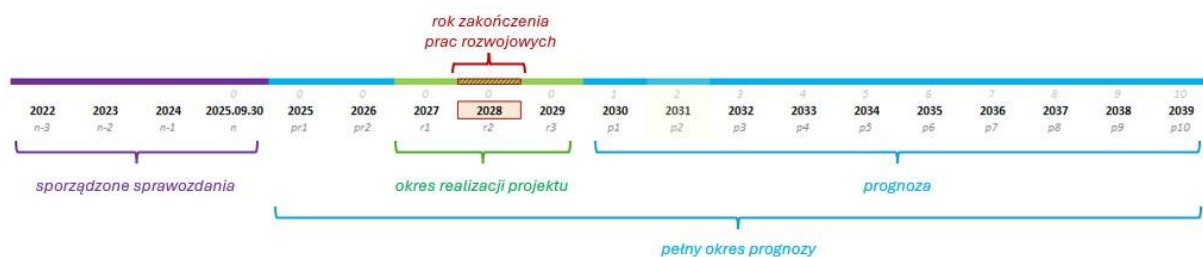 rok zakończenia
prac rozwojowych
0 0 0 0 0 0 1 2 3 4 5 6 7 8 9 10
2022 2023 2024 2025.09.30 2025 2026 2027 2028 2029 2030 2031 2032 2033 2034 2035 2036 2037 2038 2039
n-3 n-2 n-1 n pr1 pr2 r1 r2 r3 p1 p2 p3 p4 p5 p6 p7 p8 p9 p10
sporządzone sprawozdania okres realizacji projektu prognoza
pełny okres prognozy